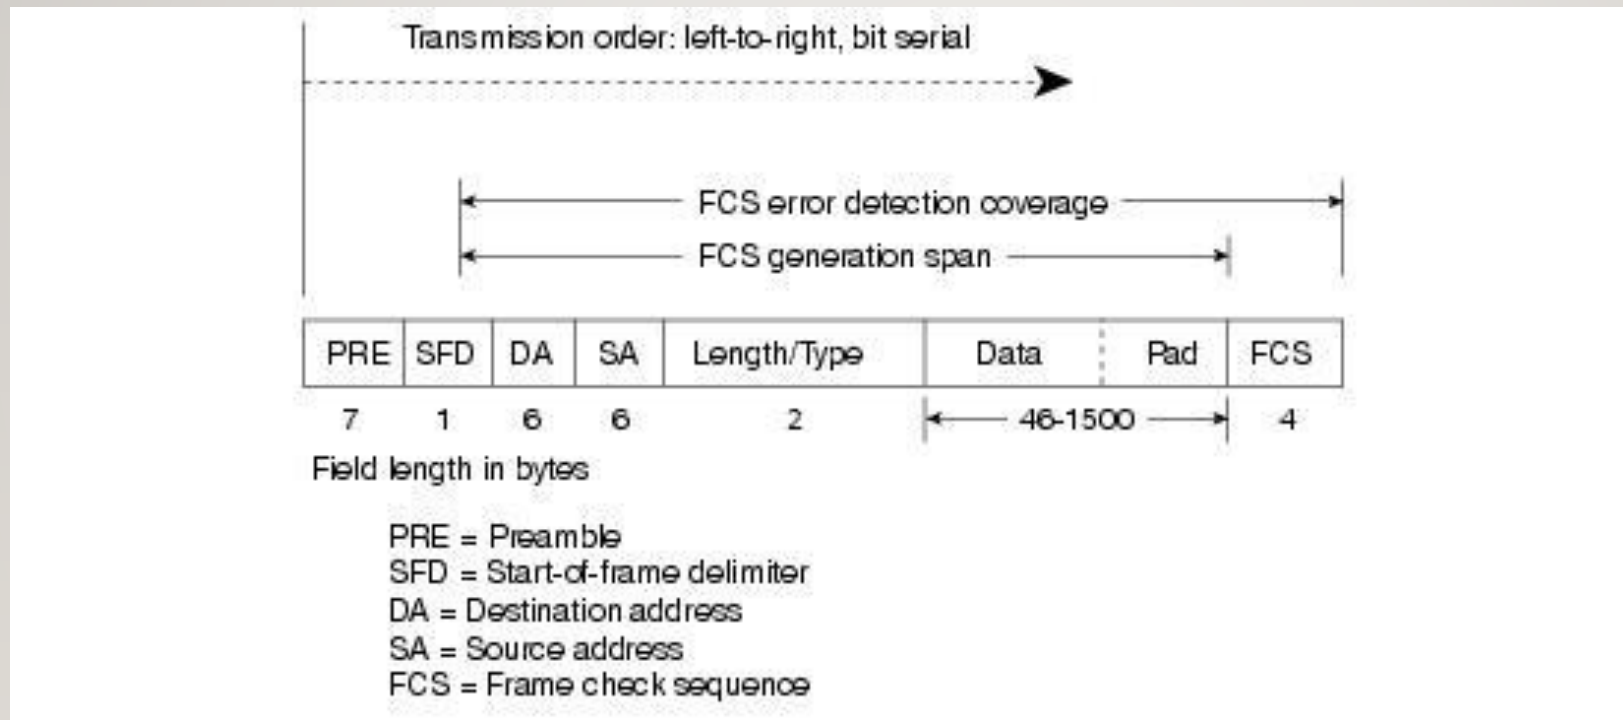 Transmission order: left-to-right, bit serial
FCS error detection coverage
FCS generation span
PRE SFD DA SA Length/Type Data Pad FCS
7 1 6 6 2 46-1500 4
Field length in bytes
PRE = Preamble
SFD = Start-of-frame delimiter
DA = Destination address
SA = Source address
FCS = Frame check sequence